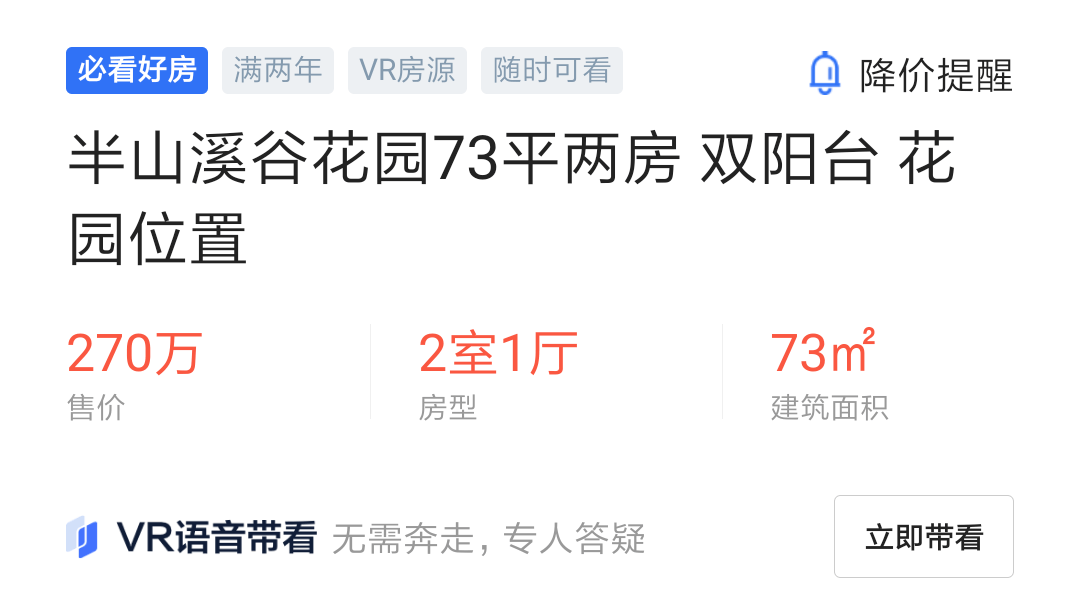 必看好房 满两年 VR房源 随时可看 降价提醒
半山溪谷花园73平两房 双阳台 花
园位置
270万 2室1厅 73㎡
售价 房型 建筑面积
VR语音带看 无需奔走，专人答疑 立即带看